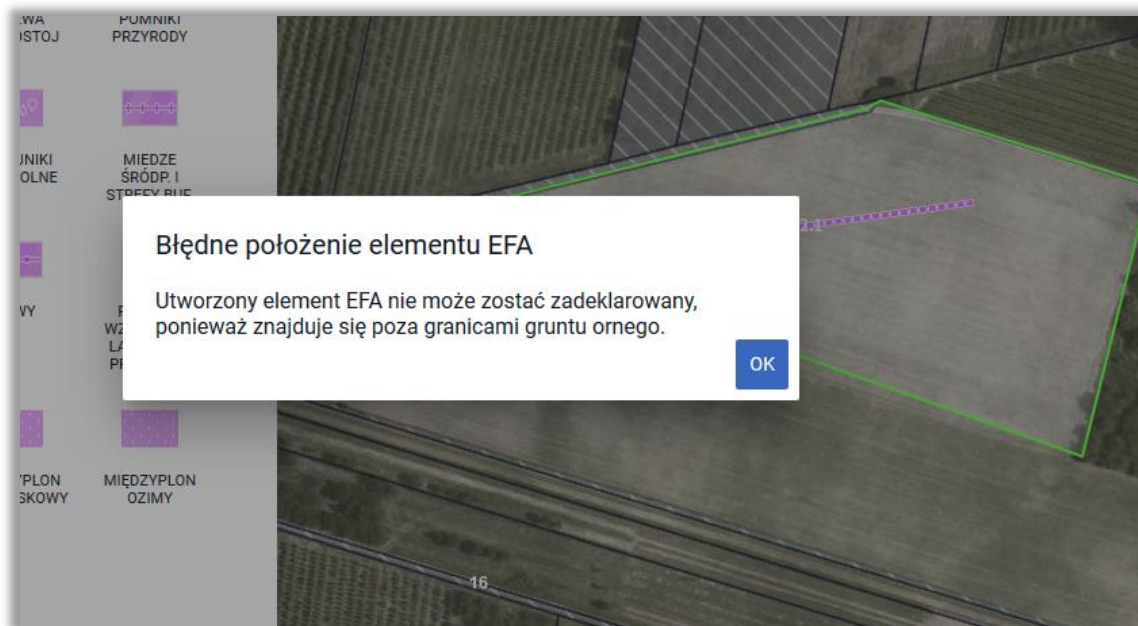 POMNIKI
PRZYRODY
MIEDZE
ŚRÓDP. I
Błędne położenie elementu EFA
Utworzony element EFA nie może zostać zadeklarowany,
ponieważ znajduje się poza granicami gruntu ornego.
OK
MIĘDZYPLON
OZIMY
16